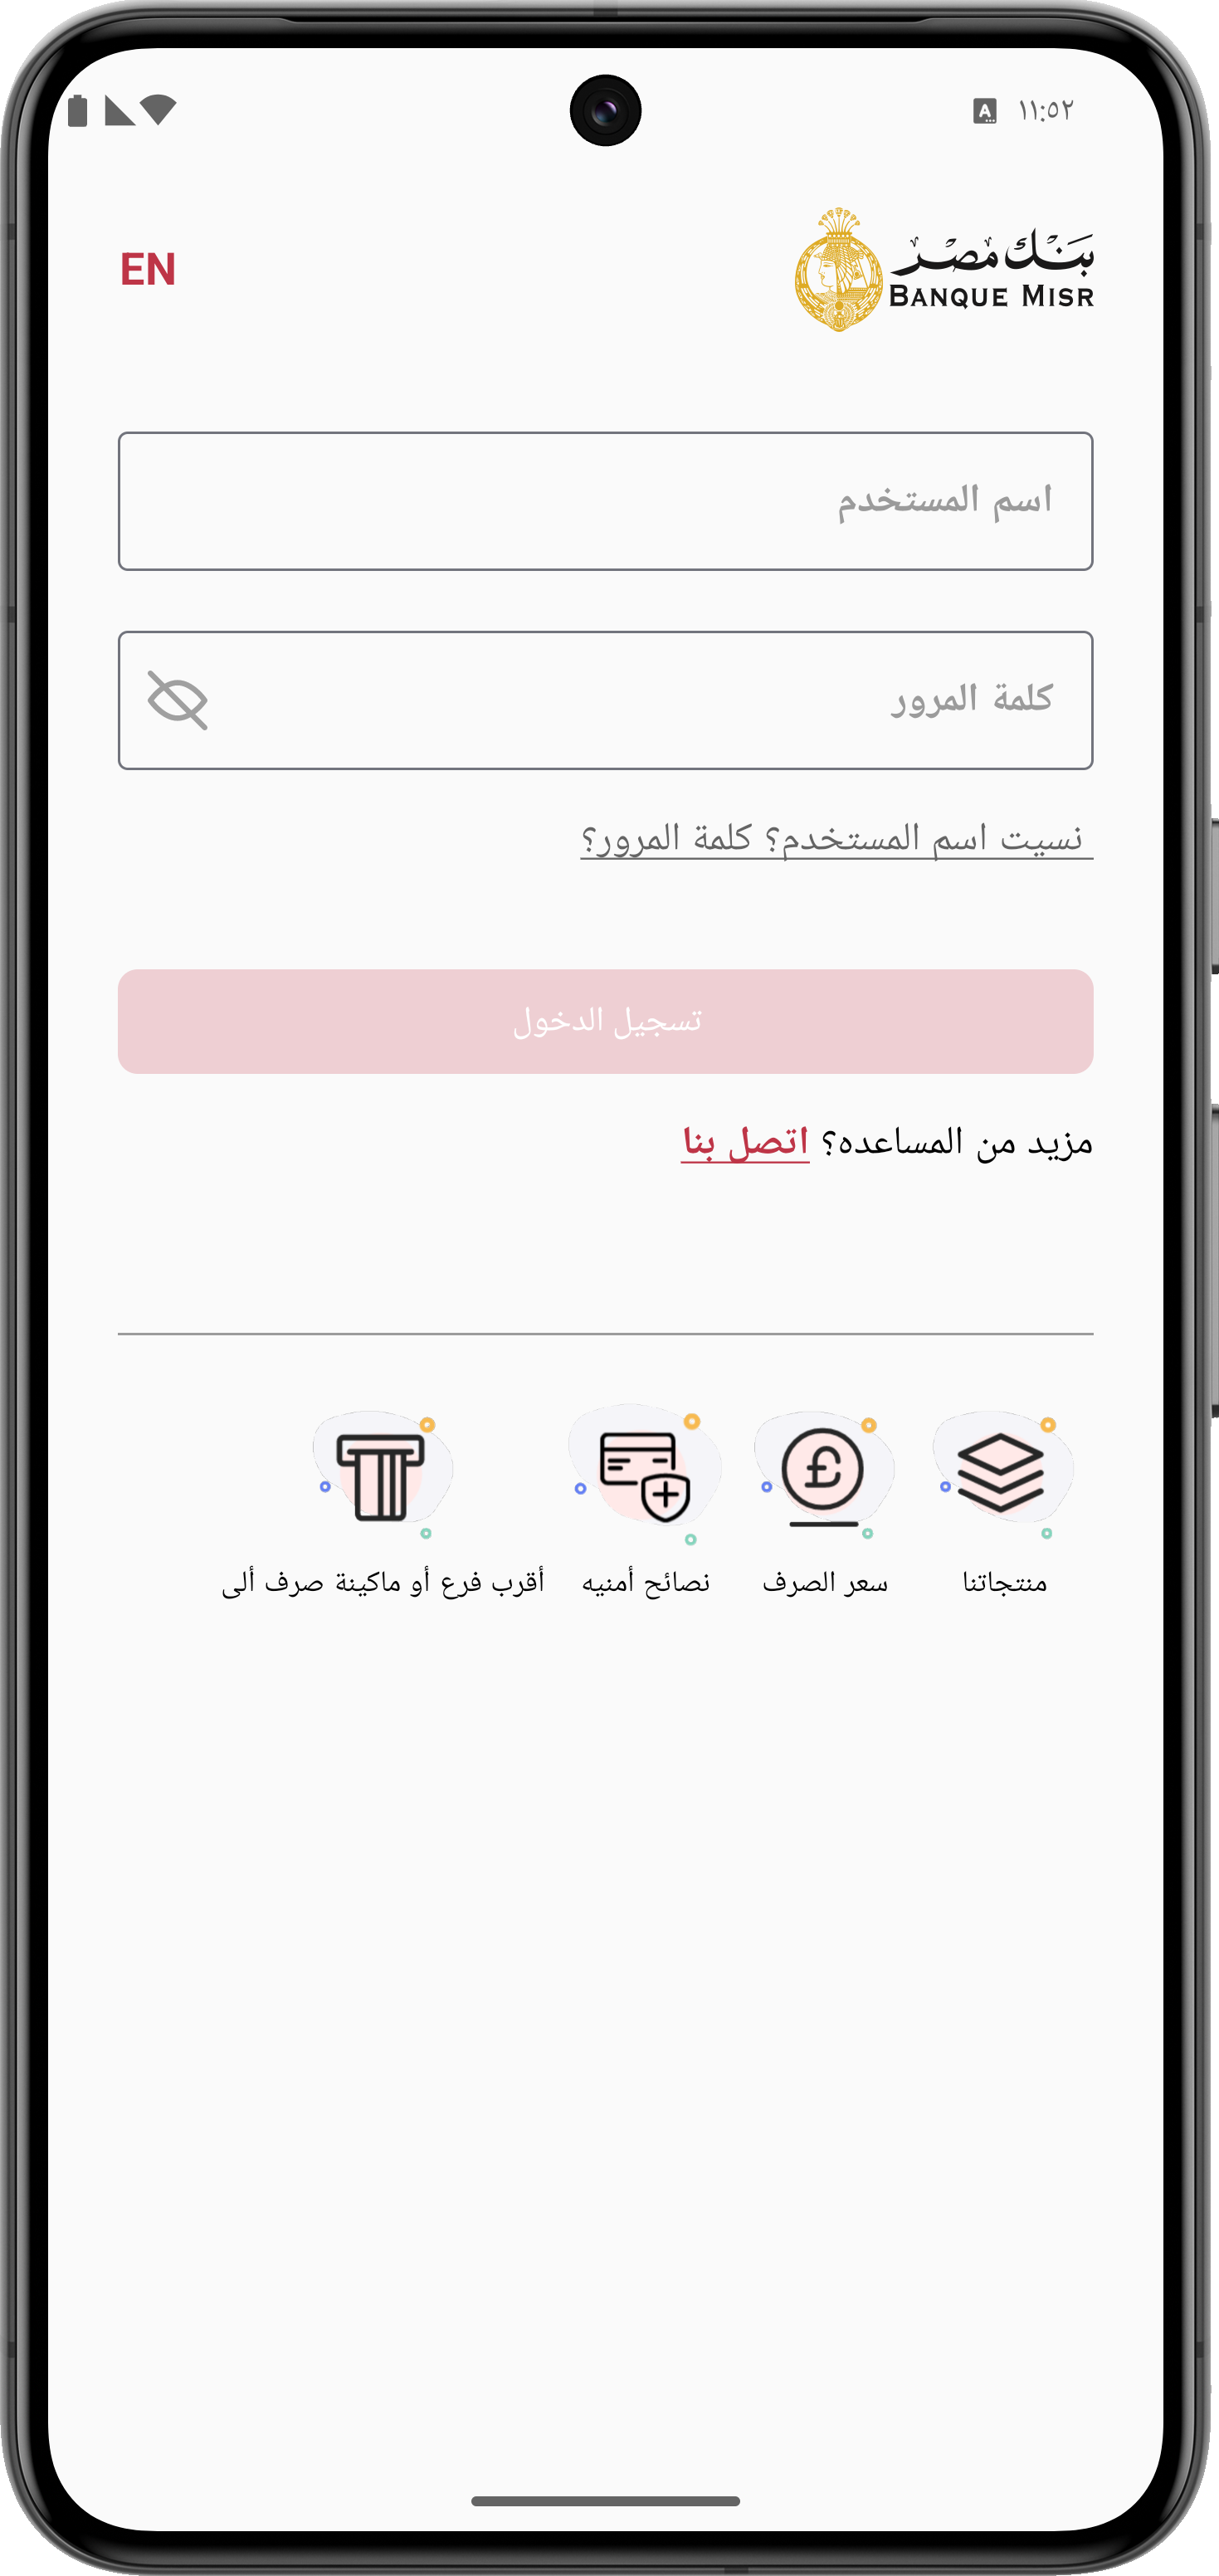 ١١:٥٢
A
بنك مصر
BANQUE MISR
EN
اسم المستخدم
كلمة المرور
نسيت اسم المستخدم؟ كلمة المرور؟
تسجيل الدخول
مزيد من المساعده؟ اتصل بنا
منتجاتنا
سعر الصرف
نصائح أمنيه
أقرب فرع أو ماكينة صرف ألى